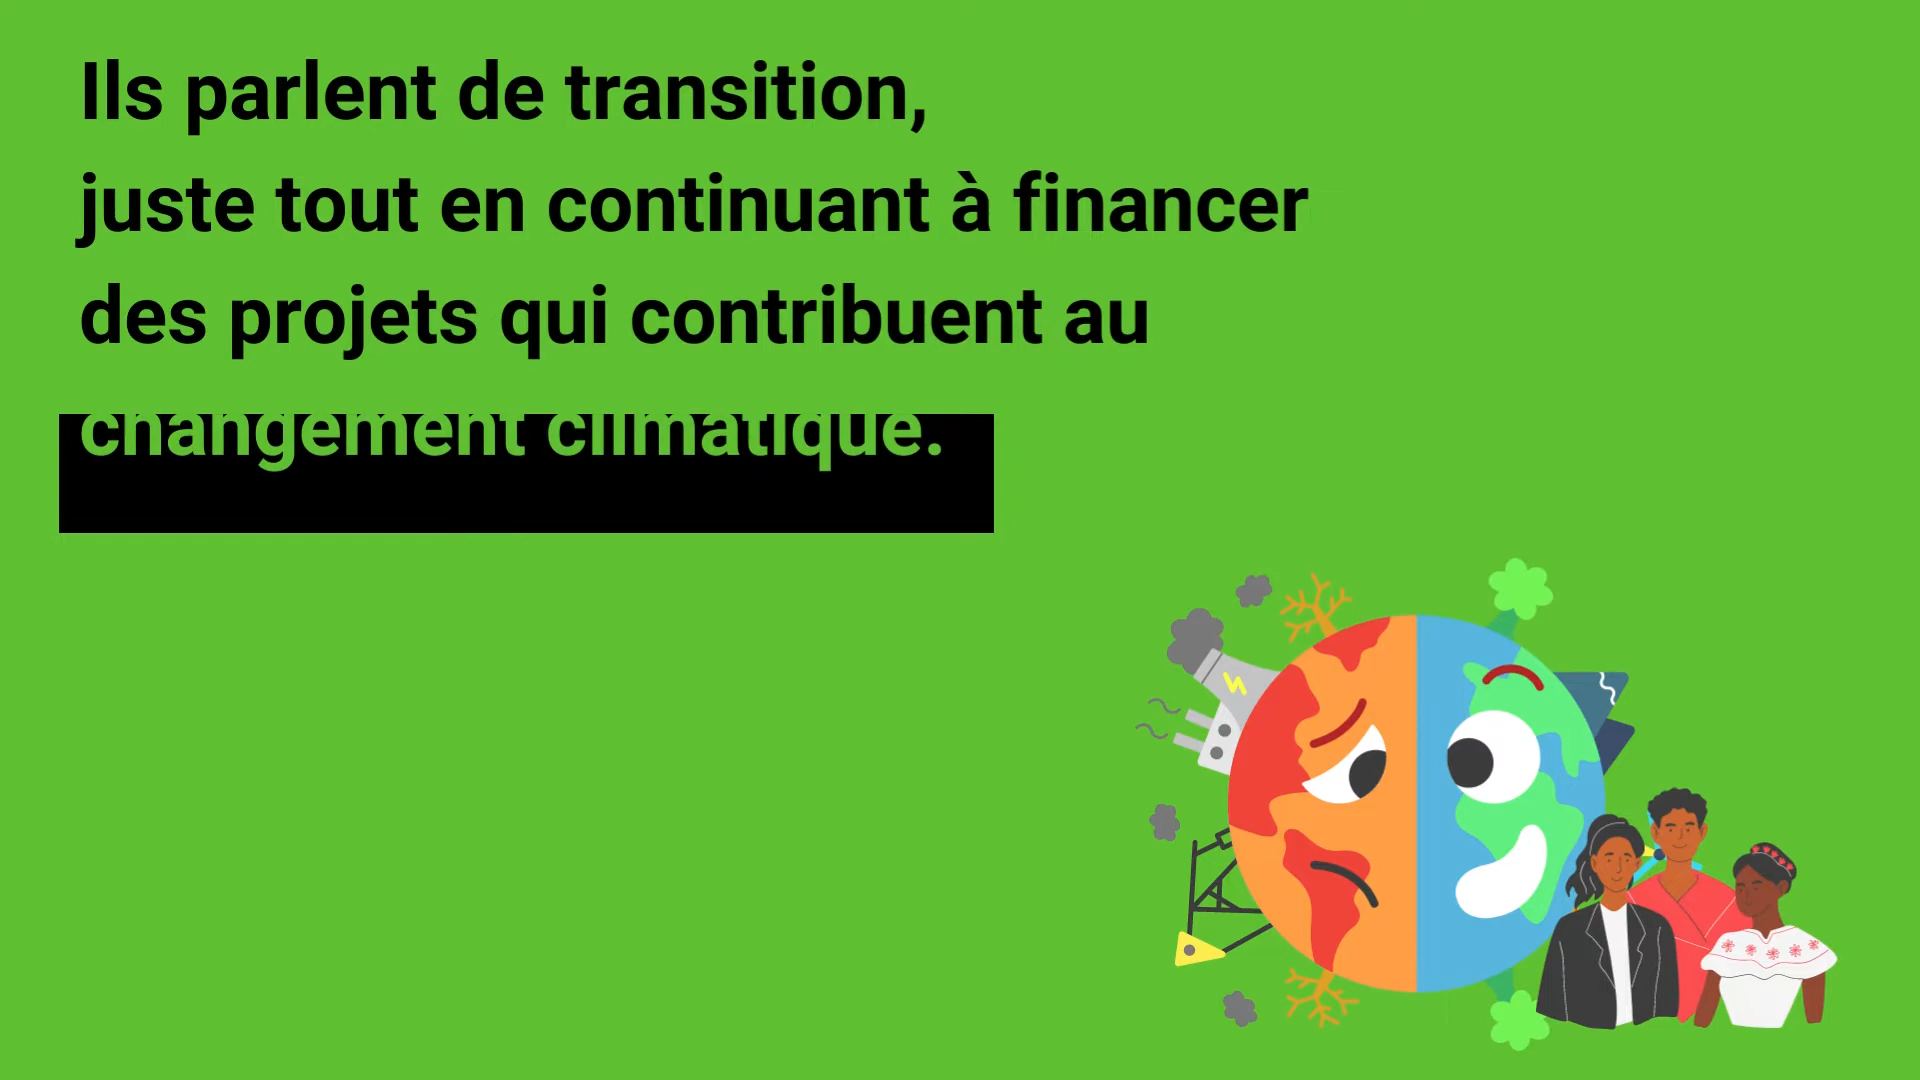 Ils parlent de transition,
juste tout en continuant à financer
des projets qui contribuent au
changement climatique.